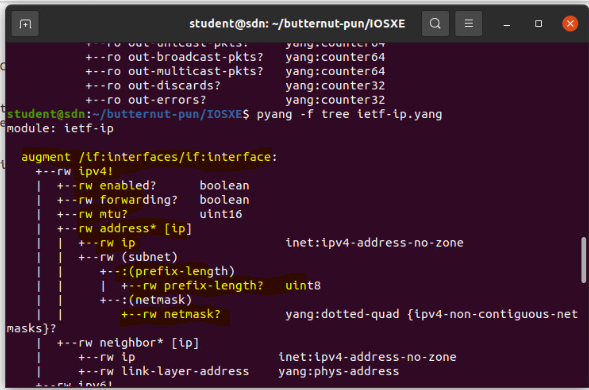 student@sdn: ~/butternut-pun/IOSXE
+--ro out-unicast-pkts? yang:counter64
+--ro out-broadcast-pkts? yang:counter64
+--ro out-multicast-pkts? yang:counter64
+--ro out-discards? yang:counter32
+--ro out-errors? yang:counter32
student@sdn:~/butternut-pun/IOSXE$ pyang -f tree ietf-ip.yang
module: ietf-ip
augment /if:interfaces/if:interface:
+--rw ipv4!
| +--rw enabled? boolean
| +--rw forwarding? boolean
| +--rw mtu? uint16
| +--rw address* [ip]
| | +--rw ip inet:ipv4-address-no-zone
| | +--rw (subnet)
| | +--:(prefix-length)
| | | +--rw prefix-length? uint8
| | +--:(netmask)
| | +--rw netmask? yang:dotted-quad {ipv4-non-contiguous-net
masks}?
| +--rw neighbor* [ip]
| +--rw ip inet:ipv4-address-no-zone
| +--rw link-layer-address yang:phys-address
+--rw ipv6!